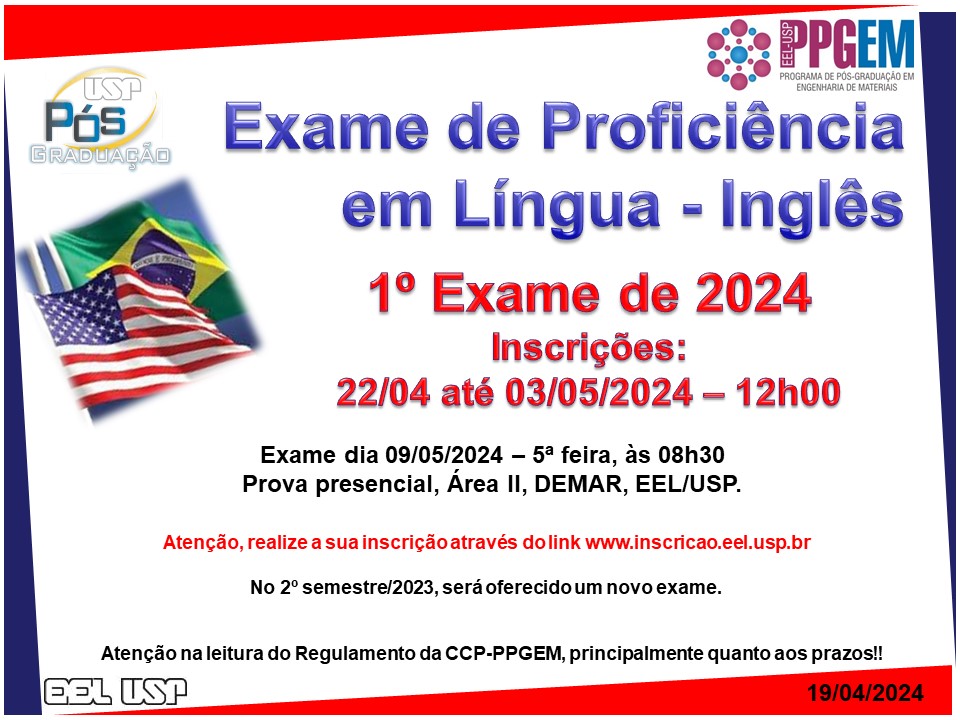 EEL-USP
PPGEM
PROGRAMA DE PÓS-GRADUAÇÃO EM
ENGENHARIA DE MATERIAIS
USP
PÓS
GRADUAÇÃO
Exame de Proficiência
em Língua - Inglês
1º Exame de 2024
Inscrições:
22/04 até 03/05/2024 – 12h00
Exame dia 09/05/2024 – 5ª feira, às 08h30
Prova presencial, Área II, DEMAR, EEL/USP.
Atenção, realize a sua inscrição através do link www.inscricao.eel.usp.br
No 2º semestre/2023, será oferecido um novo exame.
Atenção na leitura do Regulamento da CCP-PPGEM, principalmente quanto aos prazos!!
EEL USP
19/04/2024